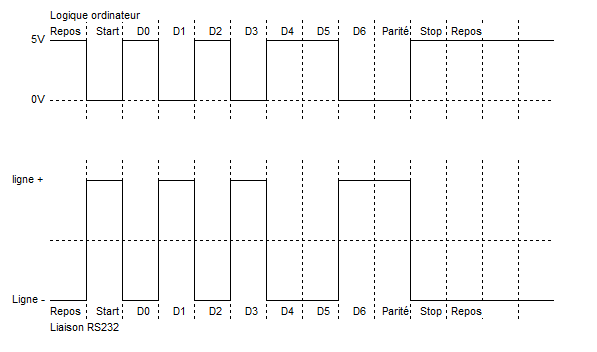 Logique ordinateur
Repos Start D0 D1 D2 D3 D4 D5 D6 Parité Stop Repos
5V
0V
ligne +
Ligne -
Repos Start D0 D1 D2 D3 D4 D5 D6 Parité Stop Repos
Liaison RS232